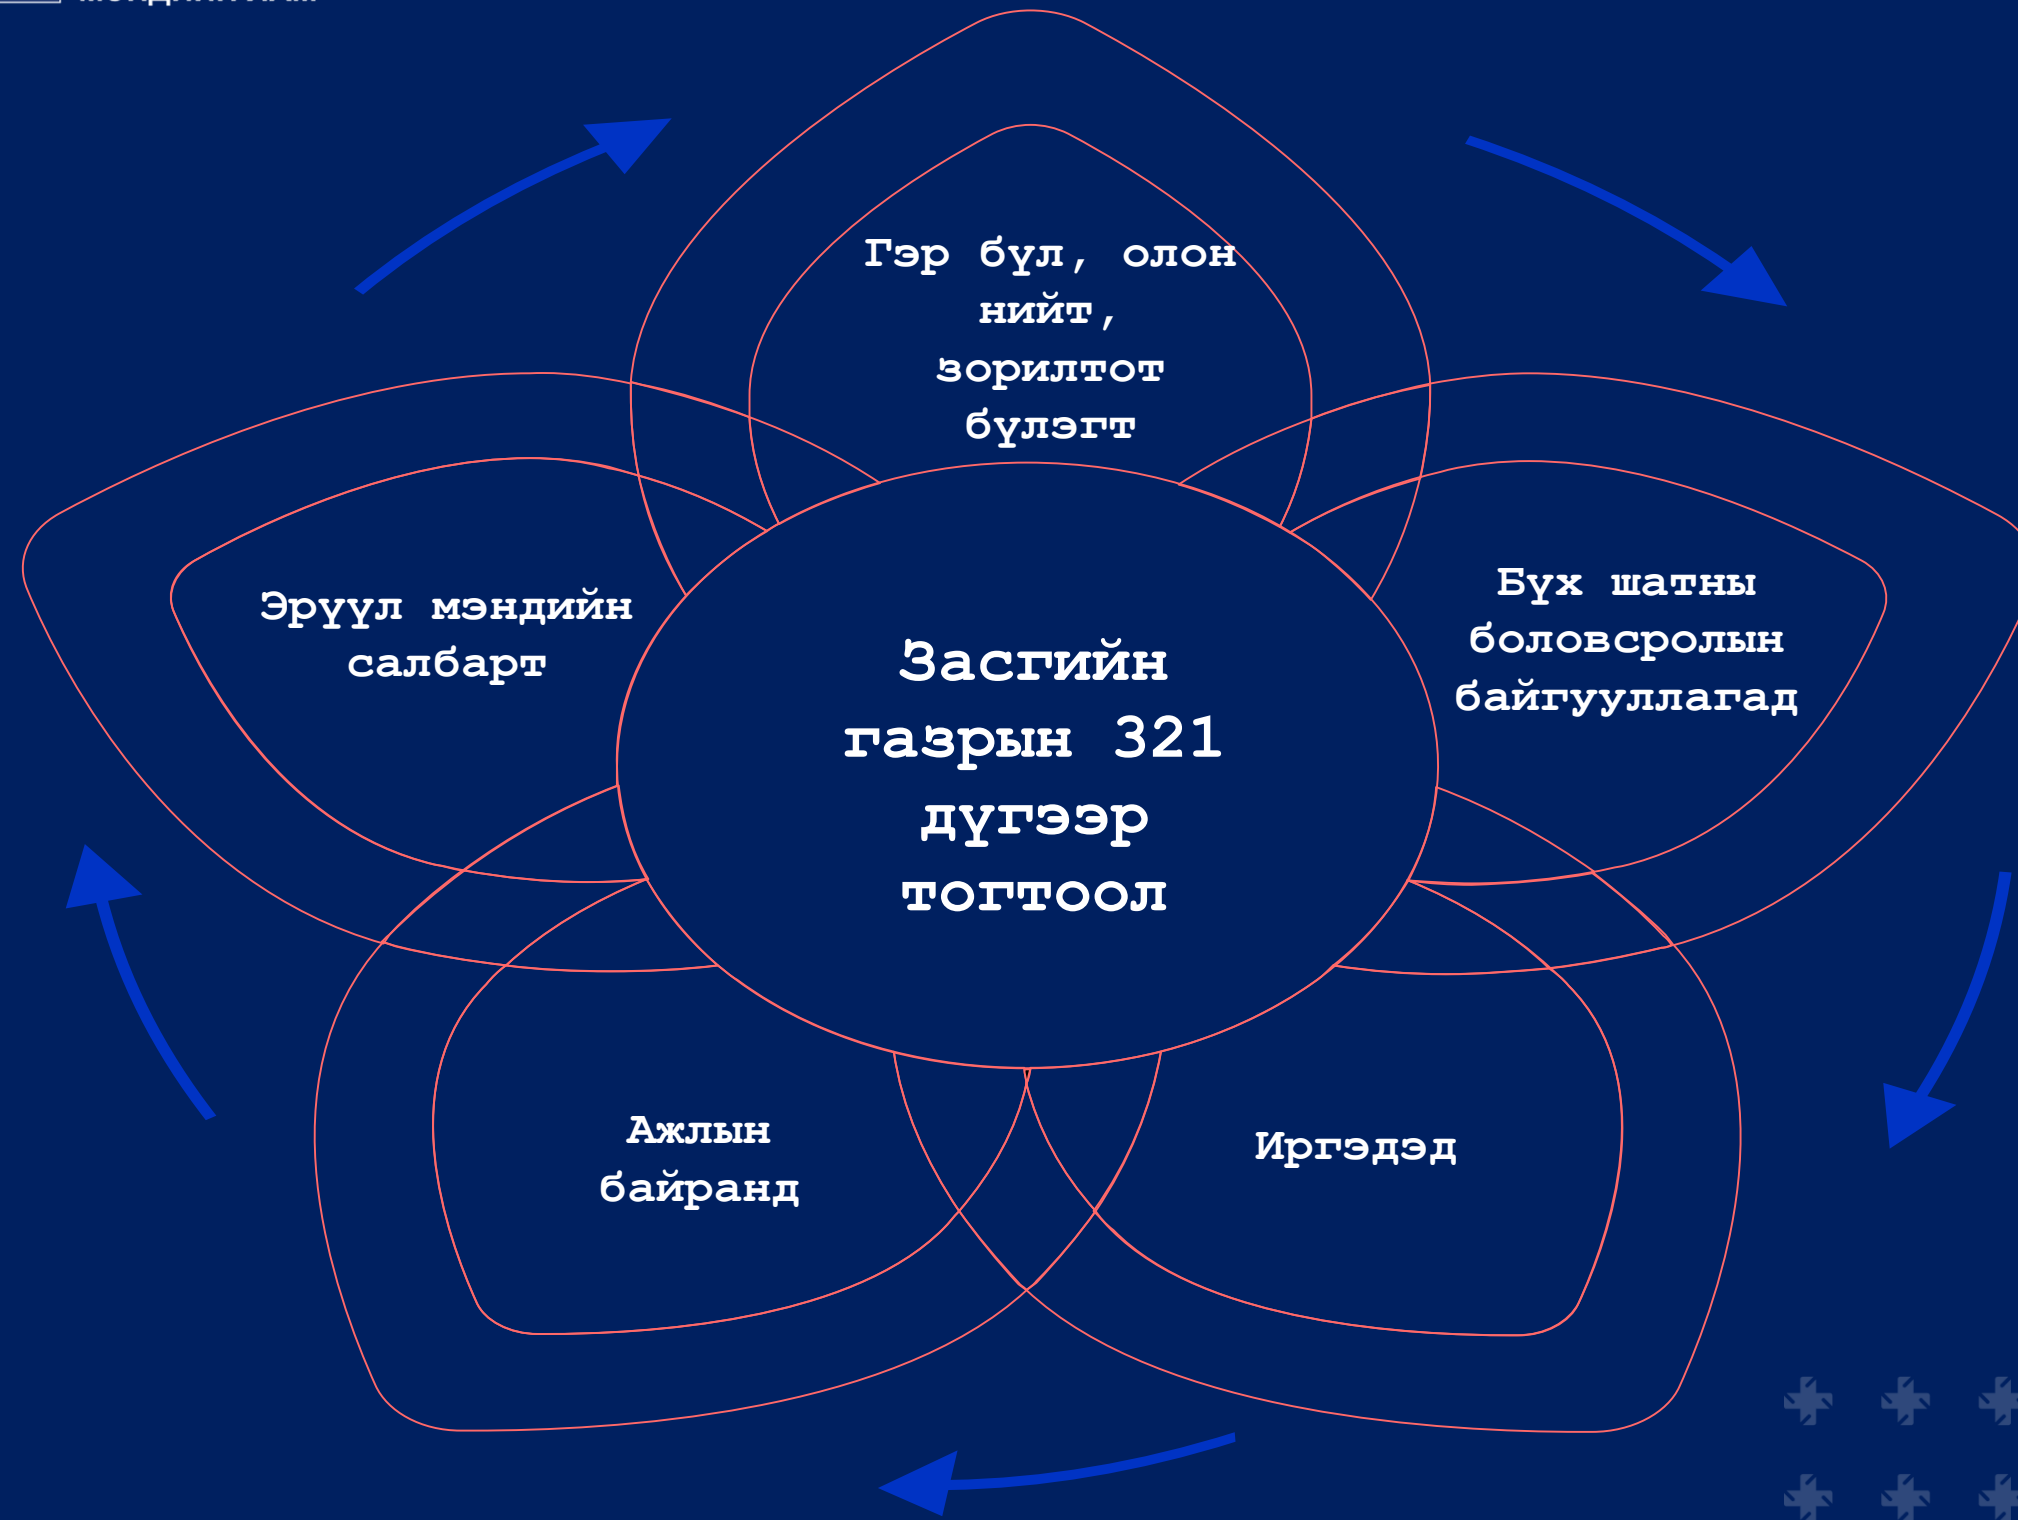 Гэр бүл, олон
нийт,
зорилтот
бүлэгт
Эрүүл мэндийн
салбарт
Бүх шатны
боловсролын
байгууллагад
Засгийн
газрын 321
дүгээр
тогтоол
Ажлын
байранд
Иргэдэд